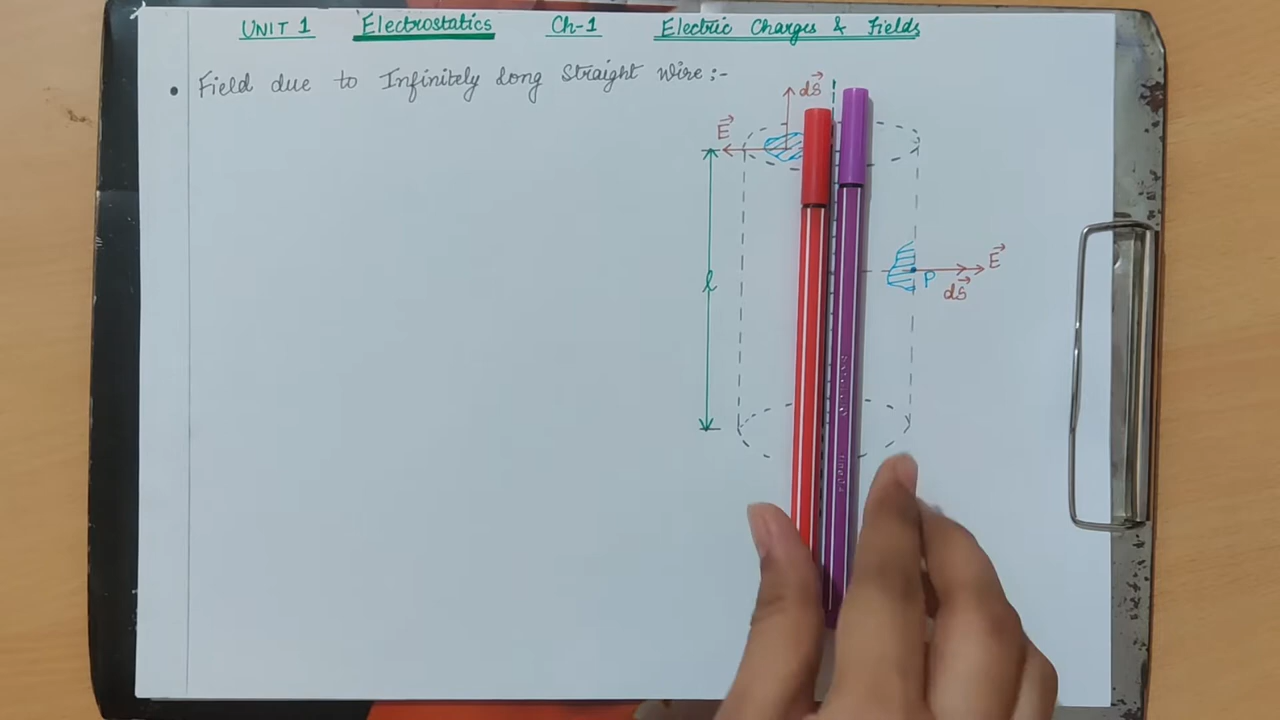 UNIT 1 Electrostatics Ch-1 Electric Charges & Fields
• Field due to Infinitely long Straight Wire :-
dS
E
E
l
P
dS